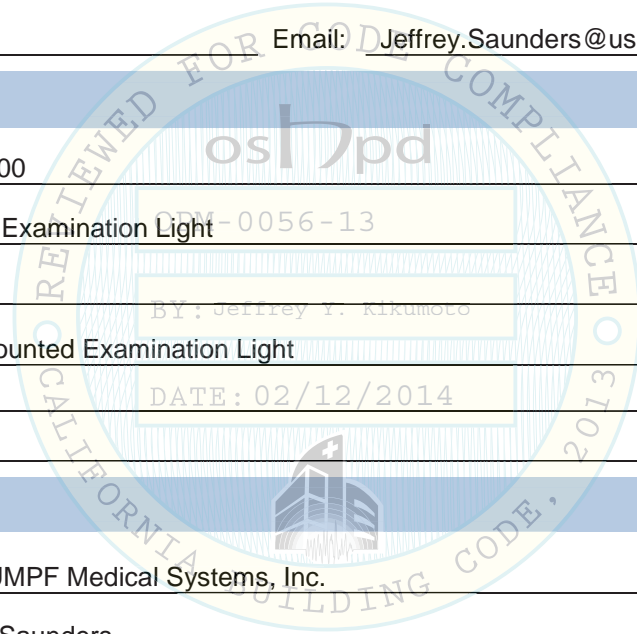 Email: Jeffrey.Saunders@us
FOR CODE COMPLIANCE
REVIEWED
oshpd
00
Examination Light
OPM-0056-13
BY: Jeffrey Y. Kikumoto
ounted Examination Light
DATE: 02/12/2014
CALIFORNIA BUILDING CODE, 2013
UMPF Medical Systems, Inc.
Saunders